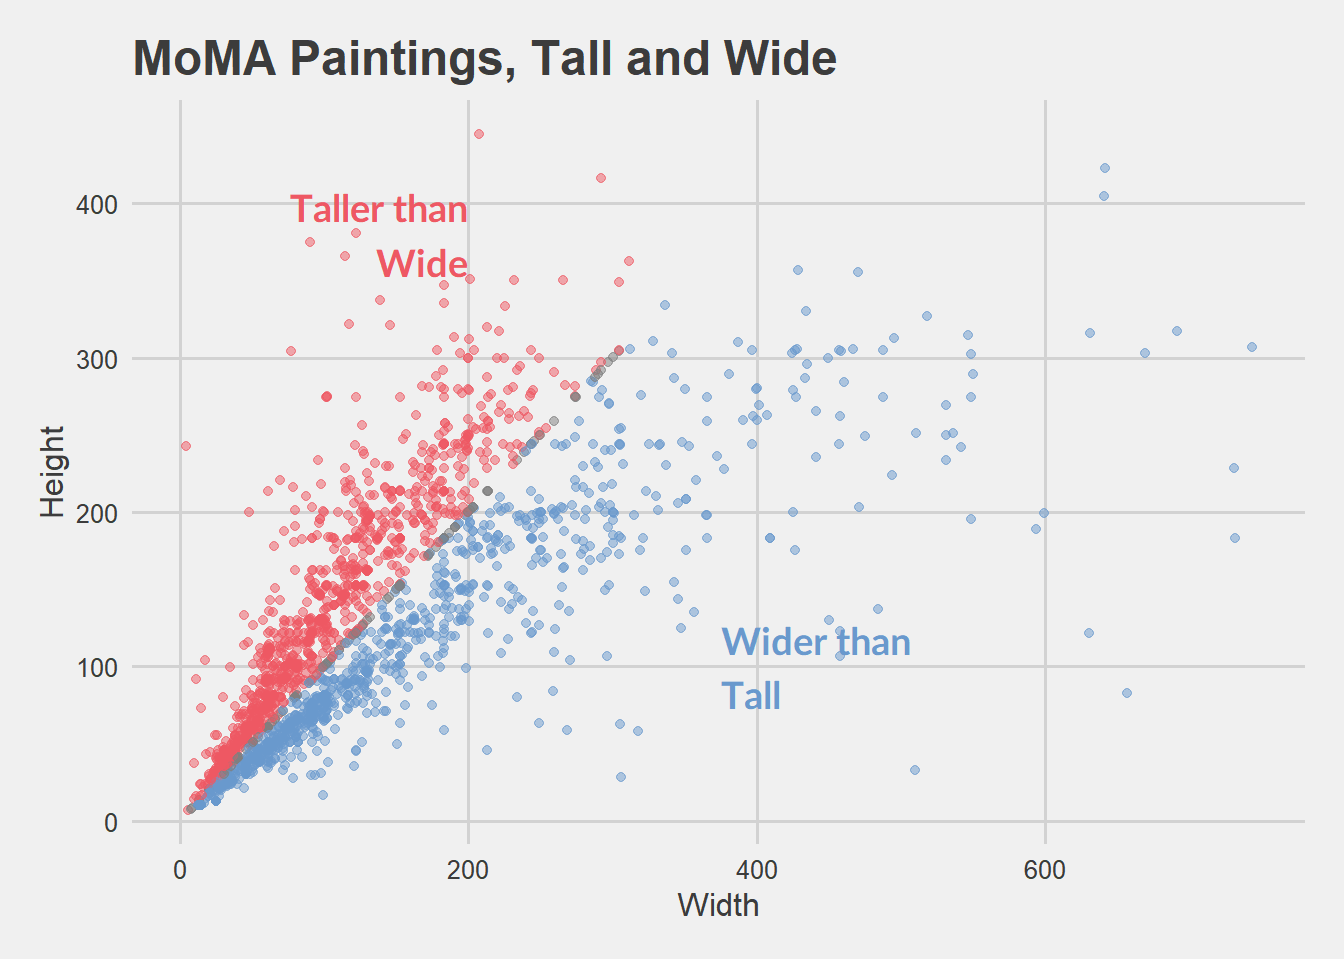 MoMA Paintings, Tall and Wide
Taller than
Wide
Wider than
Tall
Height
400
300
200
100
0
0 200 400 600
Width